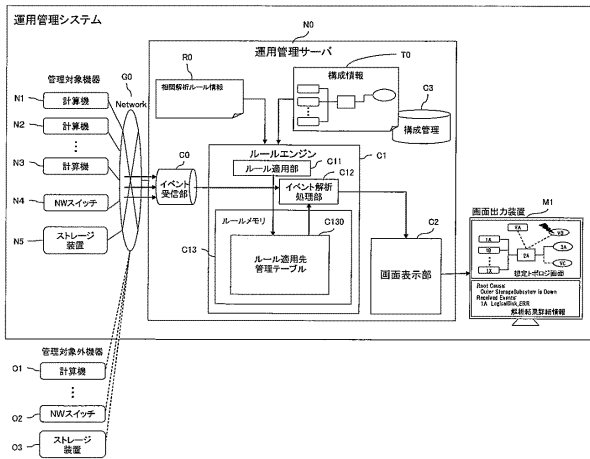 運用管理システム
N0
運用管理サーバ
R0
相関解析ルール情報
T0
構成情報
C3
構成管理
管理対象機器
G0
Network
N1
計算機
N2
計算機
N3
計算機
N4
NWスイッチ
N5
ストレージ
装置
C0
イベント
受信部
ルールエンジン
C1
ルール適用部
C11
C12
イベント解析
処理部
ルールメモリ
C130
C13
ルール適用先
管理テーブル
C2
画面表示部
画面出力装置
M1
VA
VB
1A
1B
2A
3A
1X
VC
想定トポロジ画面
Root Cause:
Outer StorageSubsystem is Down
Received Events:
1A LogicalDisk_ERR
解析結果詳細情報
管理対象外機器
O1
計算機
O2
NWスイッチ
O3
ストレージ
装置